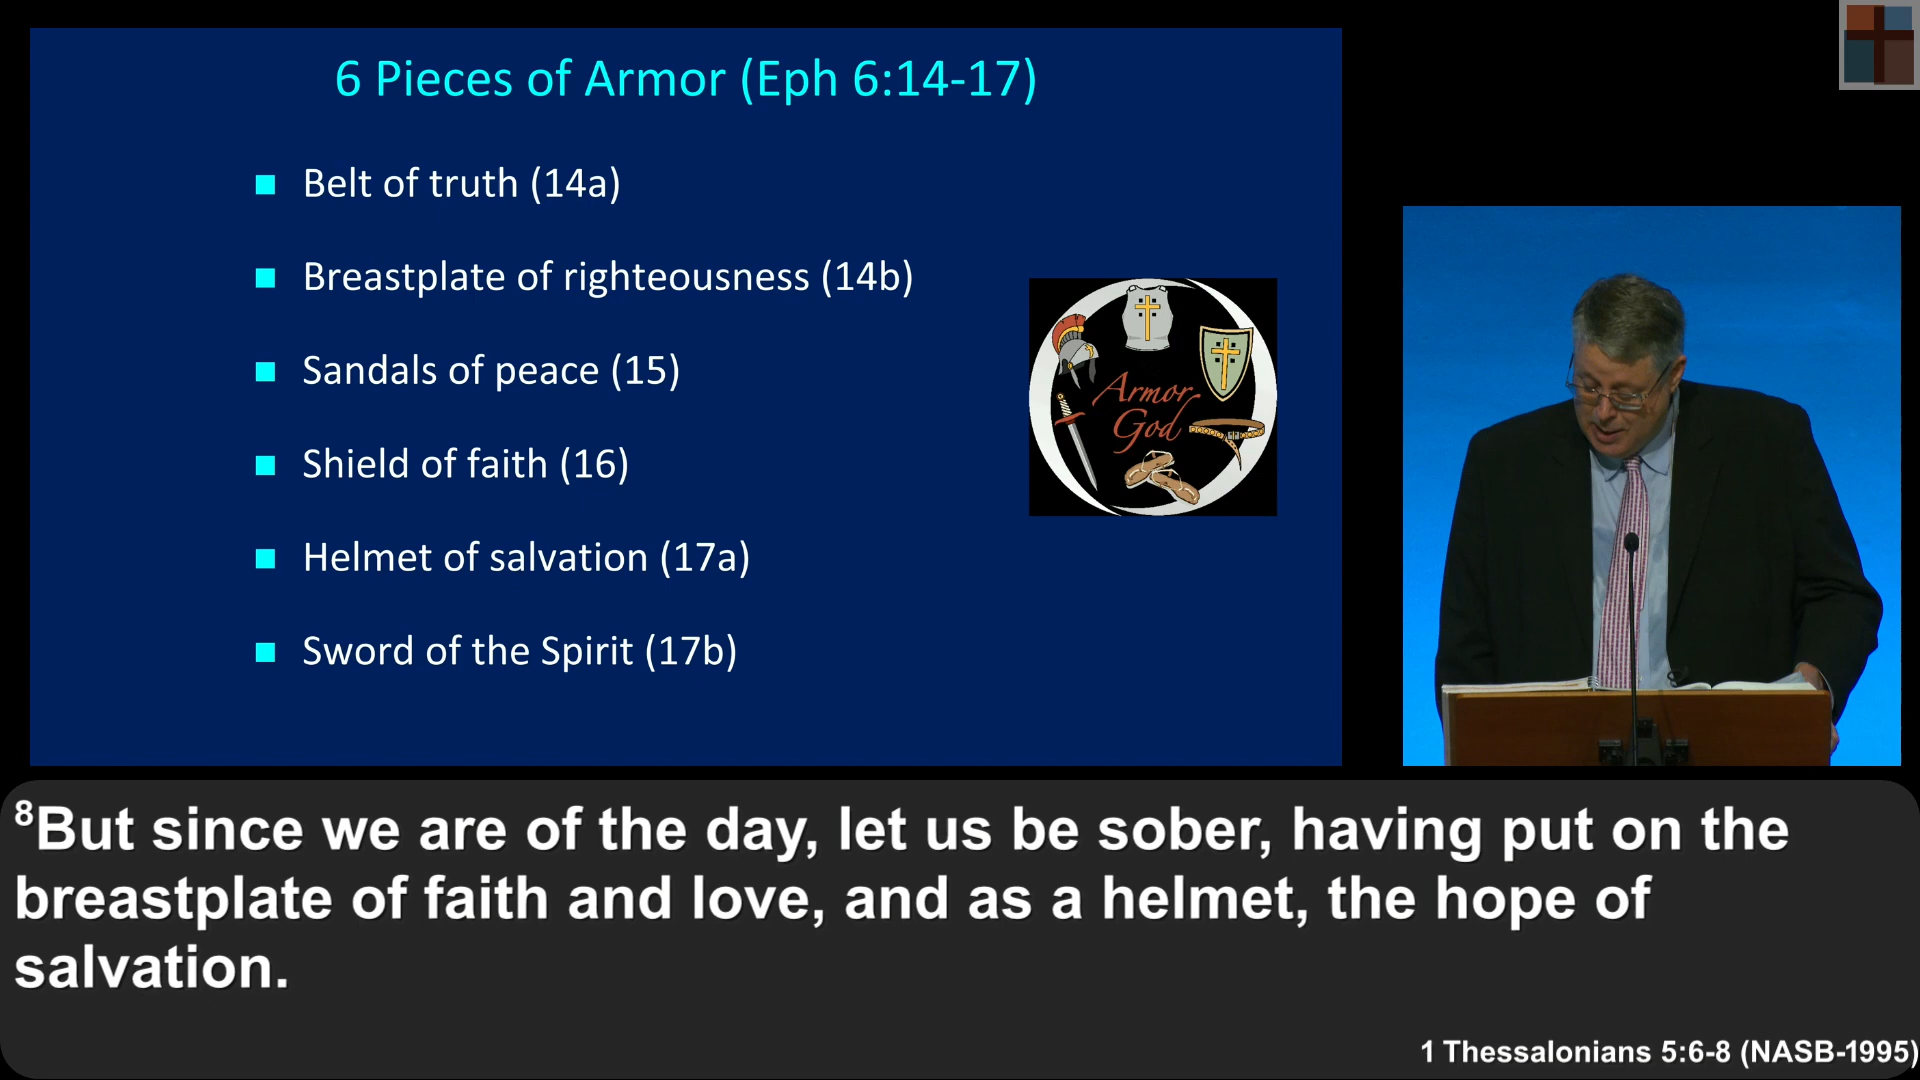 6 Pieces of Armor (Eph 6:14-17)
Belt of truth (14a)
Breastplate of righteousness (14b)
Sandals of peace (15)
Shield of faith (16)
Helmet of salvation (17a)
Sword of the Spirit (17b)
Armor
God
8But since we are of the day, let us be sober, having put on the
breastplate of faith and love, and as a helmet, the hope of
salvation.
1 Thessalonians 5:6-8 (NASB-1995)